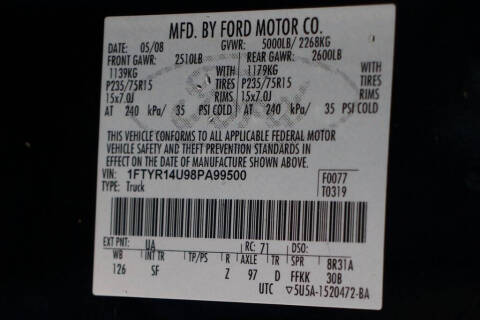 MFD. BY FORD MOTOR CO.
DATE: 05/08 GVWR: 5000LB/ 2268KG
FRONT GAWR: 2510LB REAR GAWR: 2600LB
1139KG WITH 1179KG WITH
P235/75R15 TIRES P235/75R15 TIRES
15x7.0J RIMS 15x7.0J RIMS
AT 240 kPa/ 35 PSI COLD AT 240 kPa/ 35 PSI COLD
THIS VEHICLE CONFORMS TO ALL APPLICABLE FEDERAL MOTOR
VEHICLE SAFETY AND THEFT PREVENTION STANDARDS IN
EFFECT ON THE DATE OF MANUFACTURE SHOWN ABOVE.
VIN: 1FTYR14U98PA99500 F0077
TYPE: Truck T0319
EXT PNT: UA RC: 71 DSO:
WB INT TR TP/PS R AXLE TR SPR 8R31A
126 SF Z 97 D FFKK 30B
UTC ▽5U5A-1520472-BA